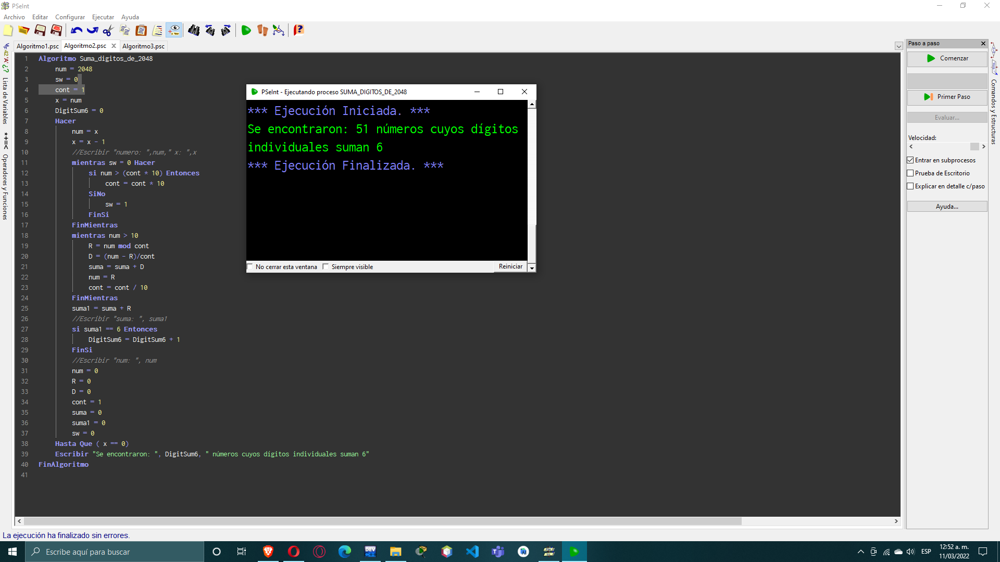 PSeInt
Archivo Editar Configurar Ejecutar Ayuda
Algoritmo1.psc Algoritmo2.psc Algoritmo3.psc
1 Algoritmo Suma_digitos_de_2048
2 num = 2048
3 sw = 0
4 cont = 1
5 x = num
6 DigitSum6 = 0
7 Hacer
8 num = x
9 x = x - 1
10 //Escribir "numero: ",num," x: ",x
11 mientras sw = 0 Hacer
12 si num > (cont * 10) Entonces
13 cont = cont * 10
14 SiNo
15 sw = 1
16 FinSi
17 FinMientras
18 mientras num > 10
19 R = num mod cont
20 D = (num - R)/cont
21 suma = suma + D
22 num = R
23 cont = cont / 10
24 FinMientras
25 suma1 = suma + R
26 //Escribir "suma: ", suma1
27 si suma1 == 6 Entonces
28 DigitSum6 = DigitSum6 + 1
29 FinSi
30 //Escribir "num: ", num
31 num = 0
32 R = 0
33 D = 0
34 cont = 1
35 suma = 0
36 suma1 = 0
37 sw = 0
38 Hasta Que ( x == 0)
39 Escribir "Se encontraron: ", DigitSum6, " números cuyos dígitos individuales suman 6"
40 FinAlgoritmo
41
PSeInt - Ejecutando proceso SUMA_DIGITOS_DE_2048
*** Ejecución Iniciada. ***
Se encontraron: 51 números cuyos dígitos
individuales suman 6
*** Ejecución Finalizada. ***
No cerrar esta ventana Siempre visible Reiniciar
Lista de Variables
*+=< Operadores y Funciones
Paso a paso
Comenzar
Primer Paso
Evaluar...
Velocidad:
Entrar en subprocesos
Prueba de Escritorio
Explicar en detalle c/paso
Ayuda...
Comandos y Estructuras
La ejecución ha finalizado sin errores.
Escribe aquí para buscar
DEV
ESP
12:52 a. m.
11/03/2022